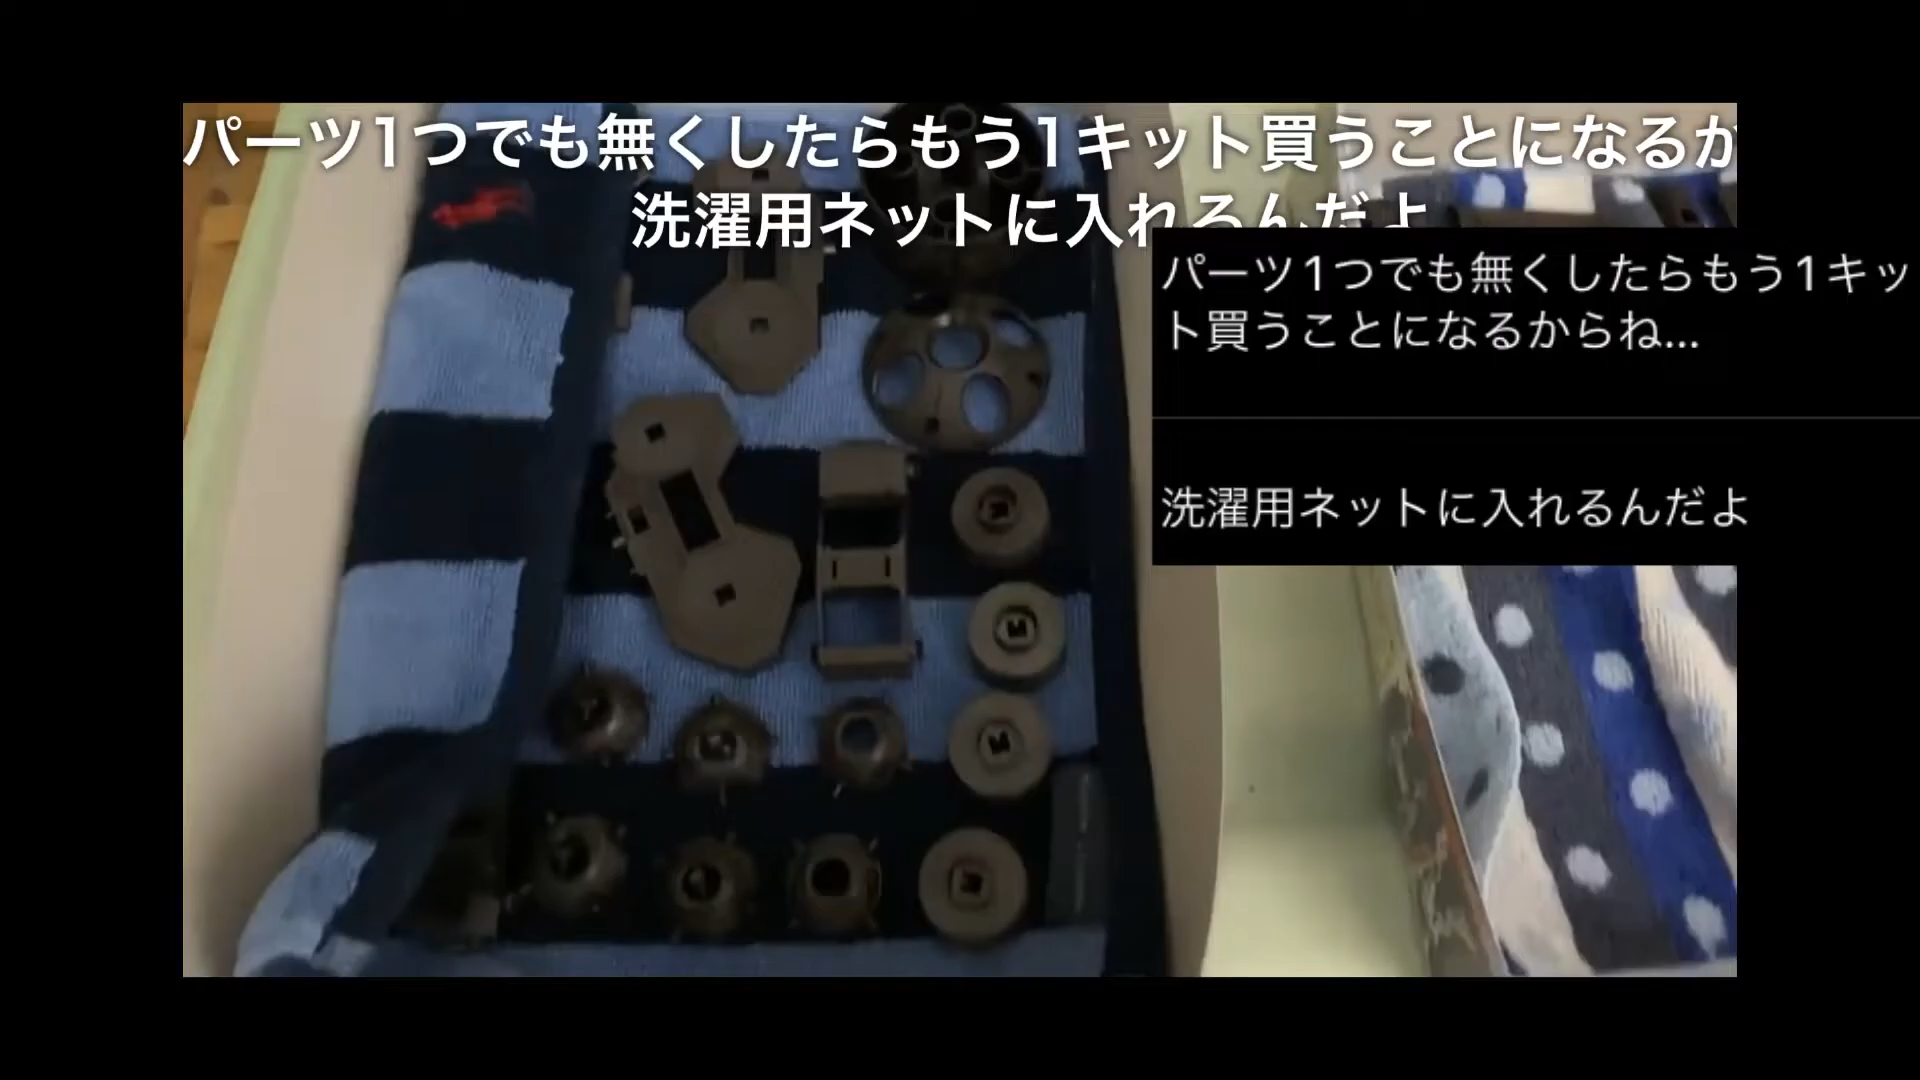 パーツ1つでも無くしたらもう1キット買うことになるか
洗濯用ネットに入れるんだよ
パーツ1つでも無くしたらもう1キッ
ト買うことになるからね...
洗濯用ネットに入れるんだよ